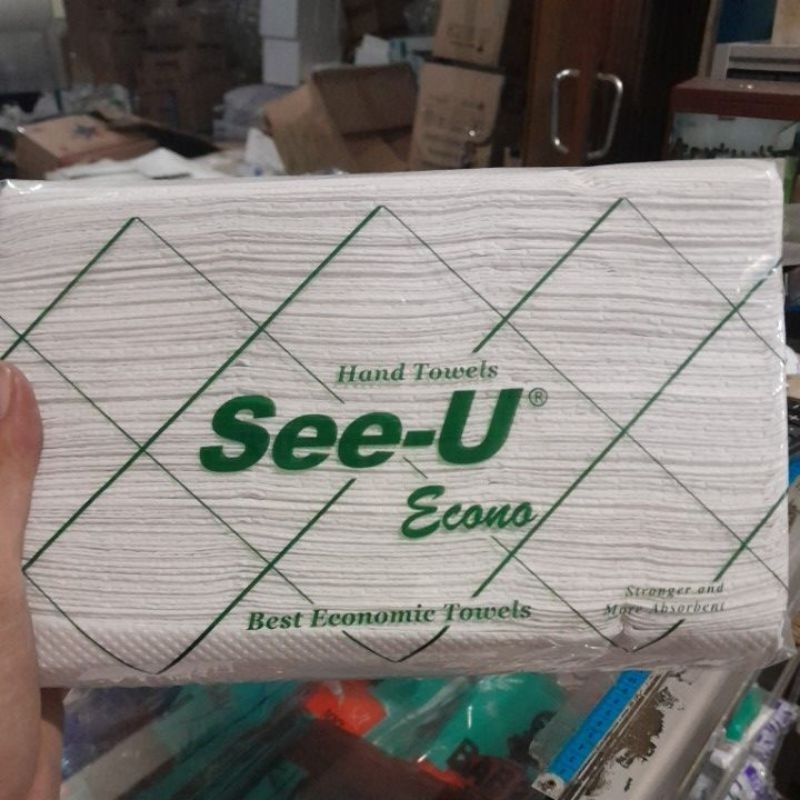 Hand Towels
See-U®
Econo
Best Economic Towels
Stronger and
More Absorbent